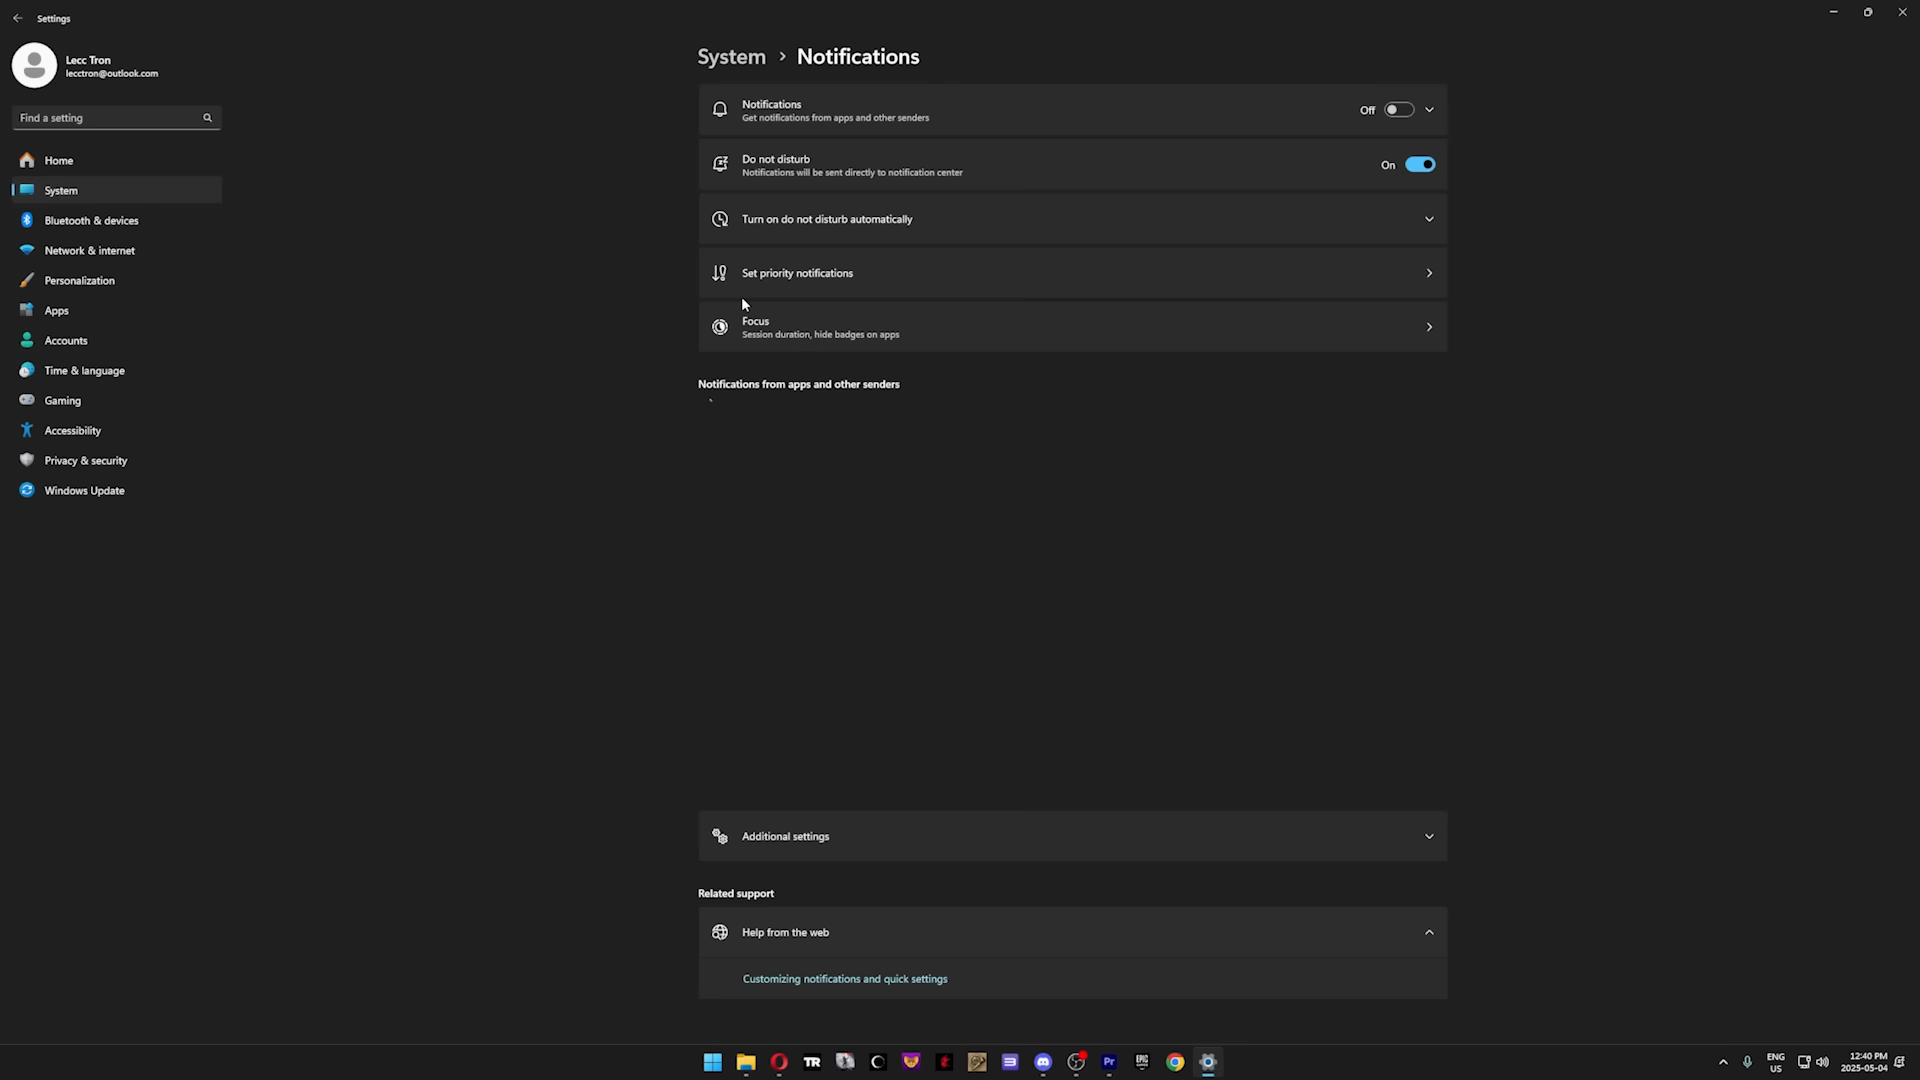 Settings
Lecc Tron
lecctron@outlook.com
Find a setting
Home
System
Bluetooth & devices
Network & internet
Personalization
Apps
Accounts
Time & language
Gaming
Accessibility
Privacy & security
Windows Update
System > Notifications
Notifications
Get notifications from apps and other senders
Off
Do not disturb
Notifications will be sent directly to notification center
On
Turn on do not disturb automatically
Set priority notifications
Focus
Session duration, hide badges on apps
Notifications from apps and other senders
Additional settings
Related support
Help from the web
Customizing notifications and quick settings
TR
Pr
EPIC
ENG
US
12:40 PM
2025-05-04